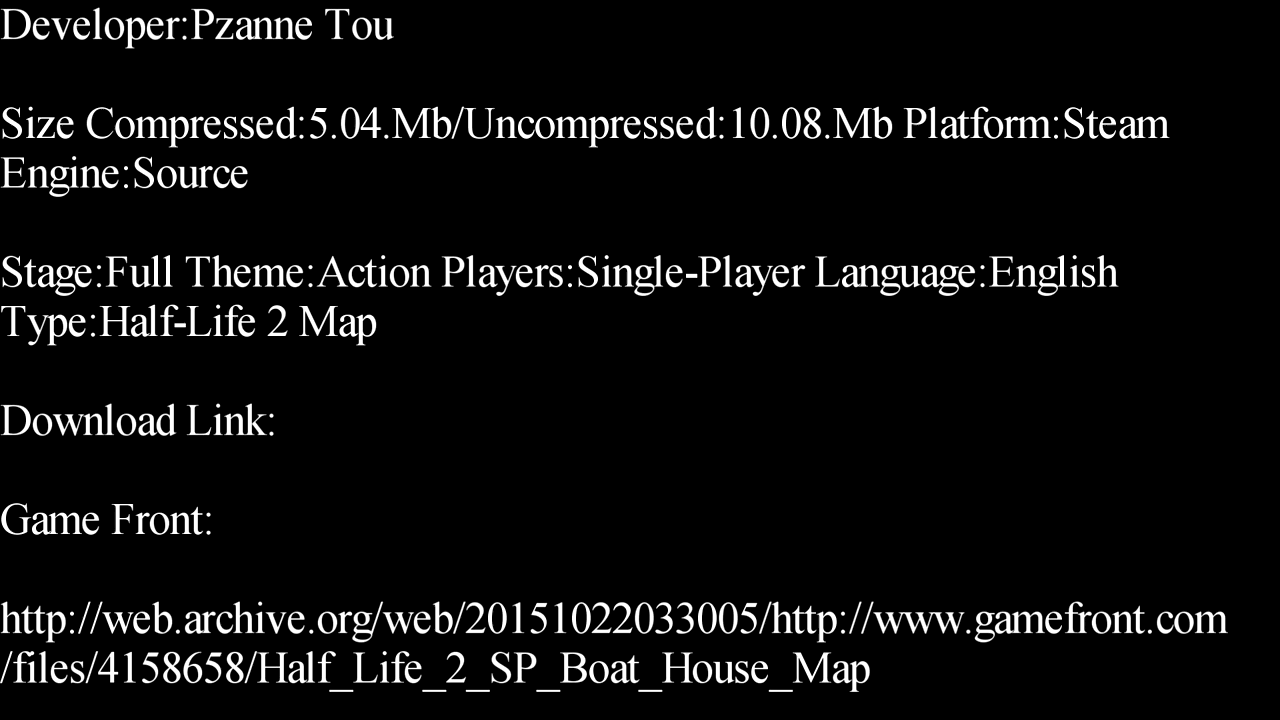 Developer:Pzanne Tou
Size Compressed:5.04.Mb/Uncompressed:10.08.Mb Platform:Steam
Engine:Source
Stage:Full Theme:Action Players:Single-Player Language:English
Type:Half-Life 2 Map
Download Link:
Game Front:
http://web.archive.org/web/20151022033005/http://www.gamefront.com
/files/4158658/Half_Life_2_SP_Boat_House_Map